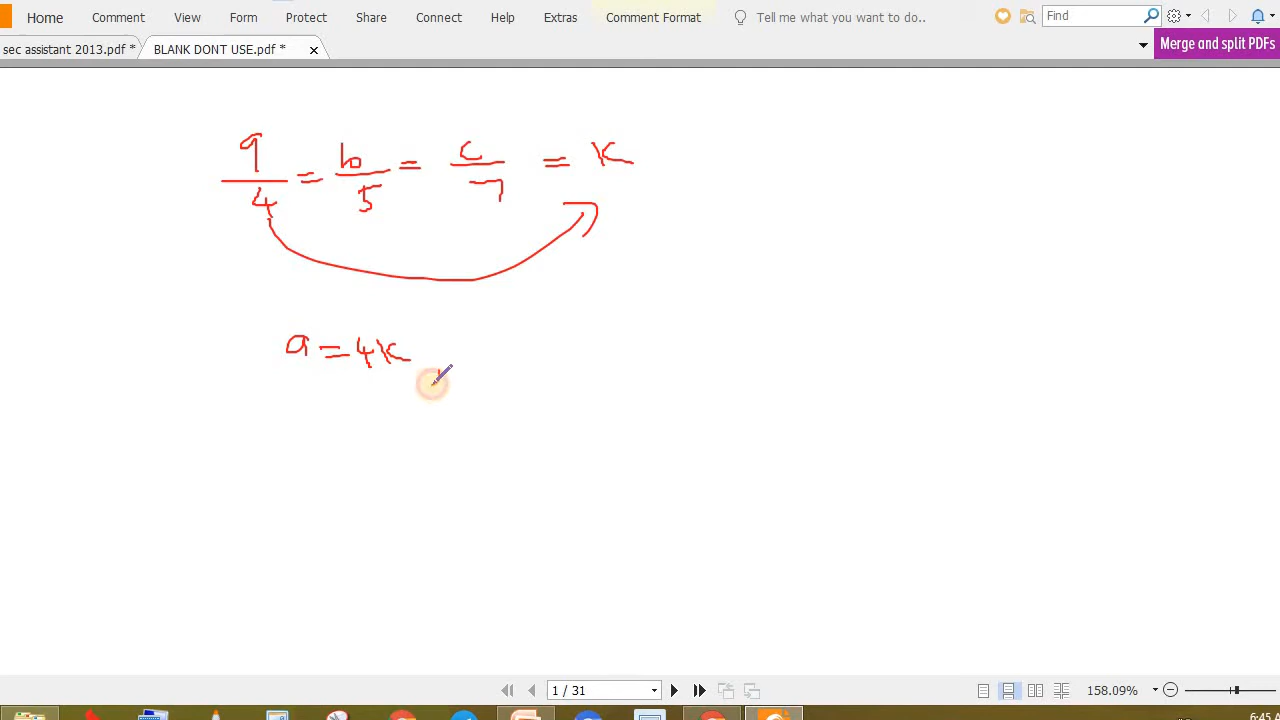 Home Comment View Form Protect Share Connect Help Extras Comment Format Tell me what you want to do.. Find
sec assistant 2013.pdf * BLANK DONT USE.pdf * Merge and split PDFs
a/4 = b/5 = c/7 = K
a = 4K
1 / 31 158.09%
6:45